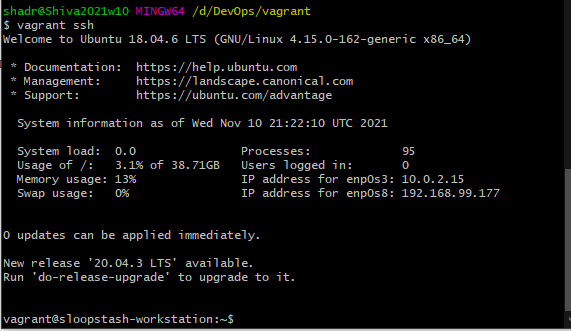 shadr@Shiva2021w10 MINGW64 /d/DevOps/vagrant
$ vagrant ssh
Welcome to Ubuntu 18.04.6 LTS (GNU/Linux 4.15.0-162-generic x86_64)
* Documentation:  https://help.ubuntu.com
* Management:     https://landscape.canonical.com
* Support:        https://ubuntu.com/advantage
System information as of Wed Nov 10 21:22:10 UTC 2021
System load:  0.0                Processes:             95
Usage of /:   3.1% of 38.71GB   Users logged in:       0
Memory usage: 13%                IP address for enp0s3: 10.0.2.15
Swap usage:   0%                 IP address for enp0s8: 192.168.99.177
0 updates can be applied immediately.
New release '20.04.3 LTS' available.
Run 'do-release-upgrade' to upgrade to it.
vagrant@sloopstash-workstation:~$